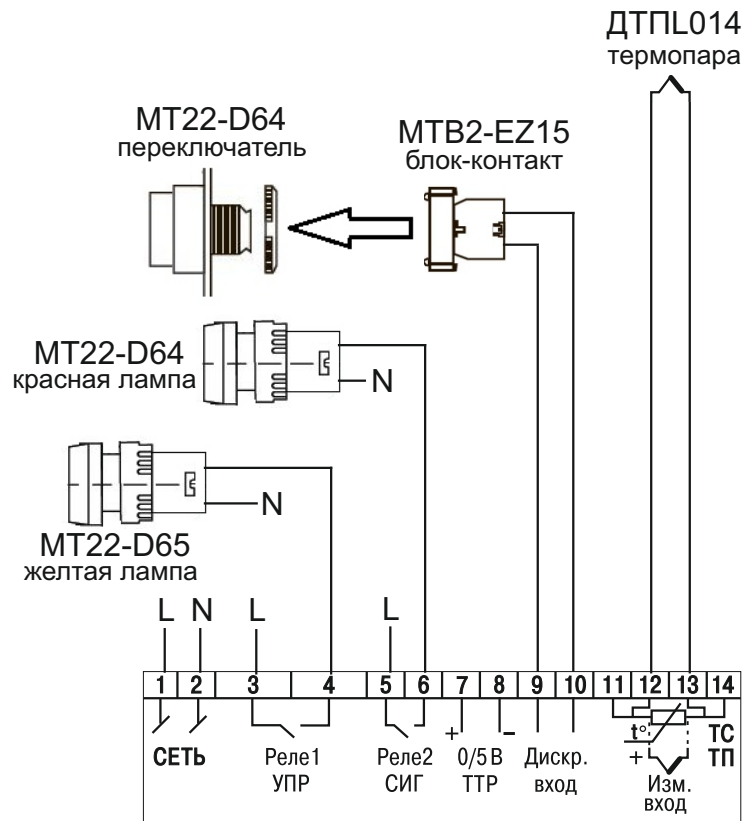 ДТПL014
термопара
MT22-D64
переключатель
MTB2-EZ15
блок-контакт
MT22-D64
красная лампа
N
N
MT22-D65
желтая лампа
L N L L
1 2 3 4 5 6 7 8 9 10 11 12 13 14
СЕТЬ
Реле1
УПР
Реле2
СИГ
+ –
0/5 В
ТТР
Дискр.
вход
t° ТС
+ ТП
Изм.
вход